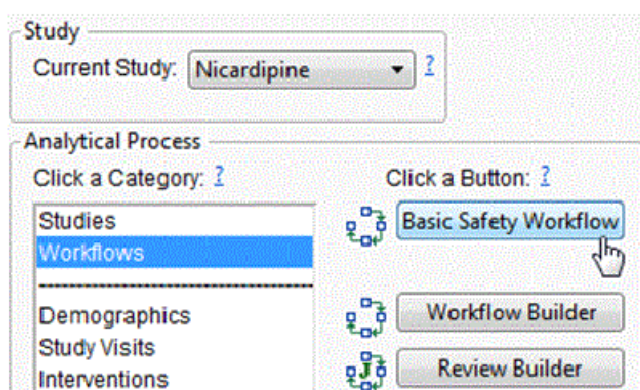 Study
Current Study: Nicardipine ?
Analytical Process
Click a Category: ?
Click a Button: ?
Studies
Workflows
Demographics
Study Visits
Interventions
Basic Safety Workflow
Workflow Builder
J
Review Builder